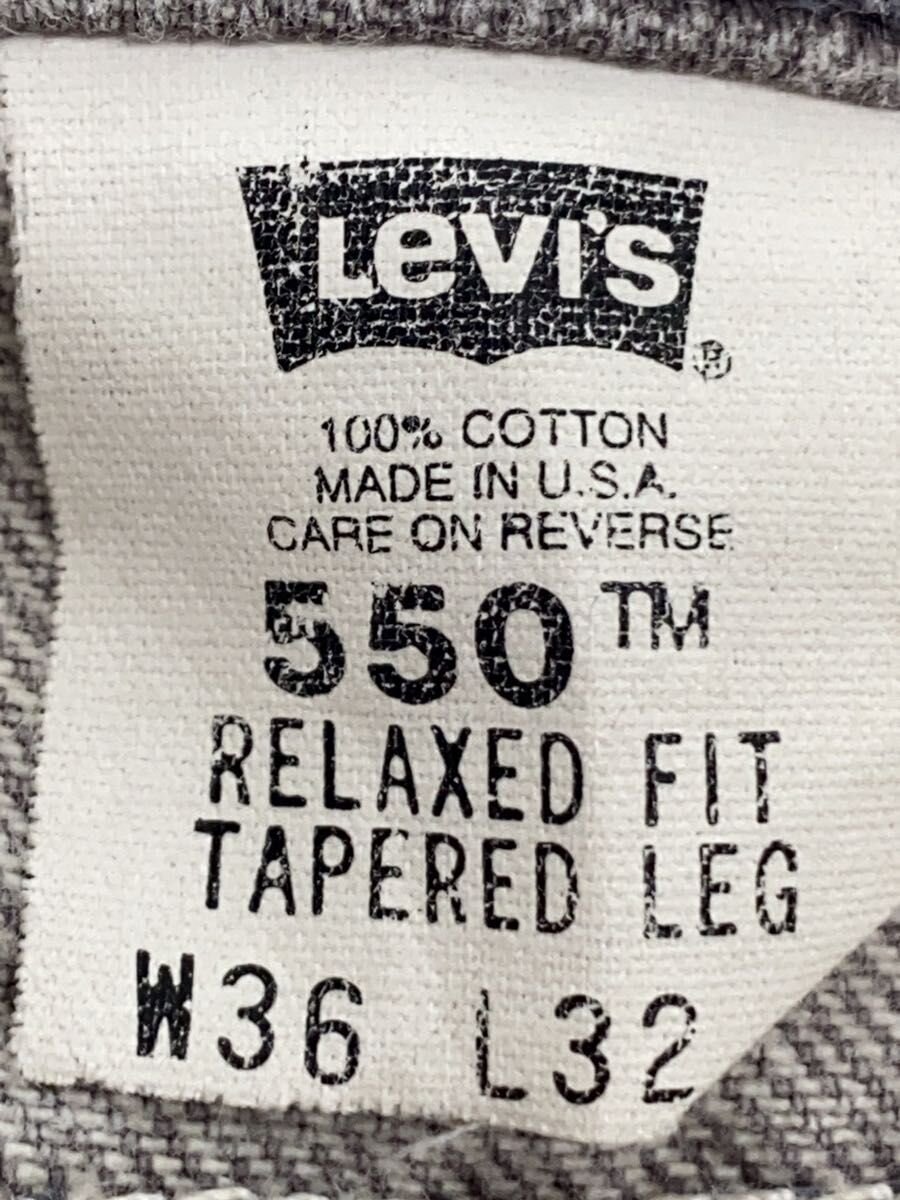 Levi's
®
100% COTTON
MADE IN U.S.A.
CARE ON REVERSE
550™
RELAXED FIT
TAPERED LEG
W36 L32